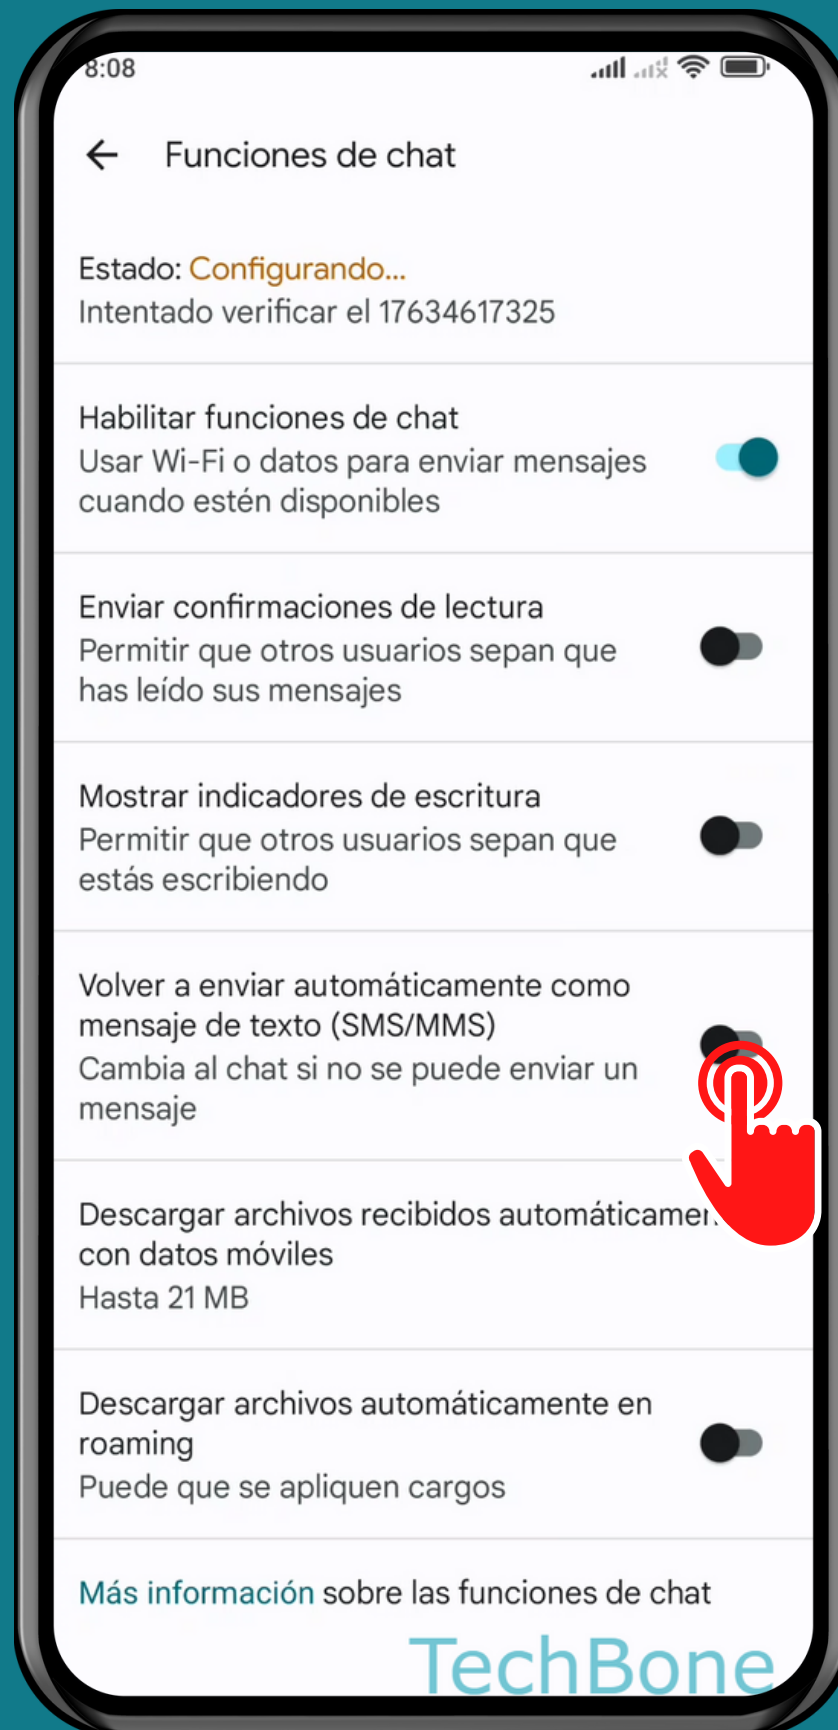 8:08
Funciones de chat
Estado: Configurando...
Intentado verificar el 17634617325
Habilitar funciones de chat
Usar Wi-Fi o datos para enviar mensajes
cuando estén disponibles
Enviar confirmaciones de lectura
Permitir que otros usuarios sepan que
has leído sus mensajes
Mostrar indicadores de escritura
Permitir que otros usuarios sepan que
estás escribiendo
Volver a enviar automáticamente como
mensaje de texto (SMS/MMS)
Cambia al chat si no se puede enviar un
mensaje
Descargar archivos recibidos
con datos móviles
Hasta 21 MB
Descargar archivos automáticamente en
roaming
Puede que se apliquen cargos
Más información sobre las funciones de chat
TechBone